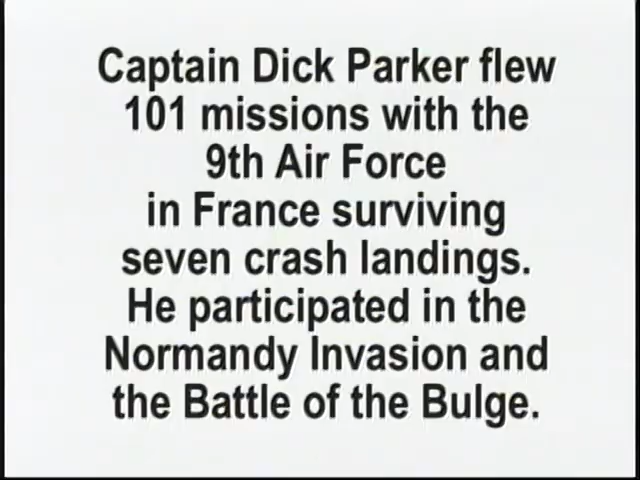 Captain Dick Parker flew
101 missions with the
9th Air Force
in France surviving
seven crash landings.
He participated in the
Normandy Invasion and
the Battle of the Bulge.